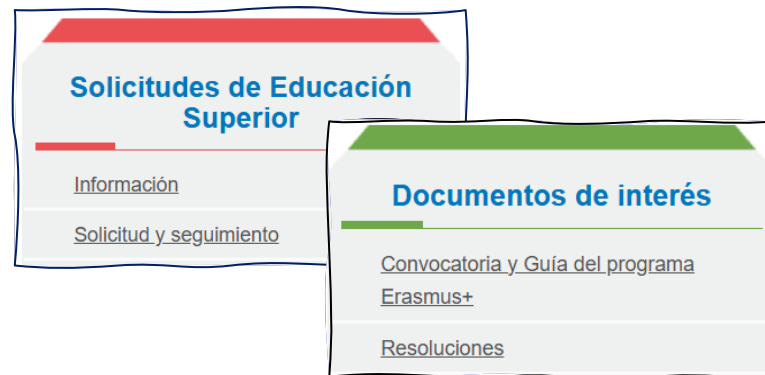 Solicitudes de Educación
Superior
Información
Solicitud y seguimiento
Documentos de interés
Convocatoria y Guía del programa
Erasmus+
Resoluciones